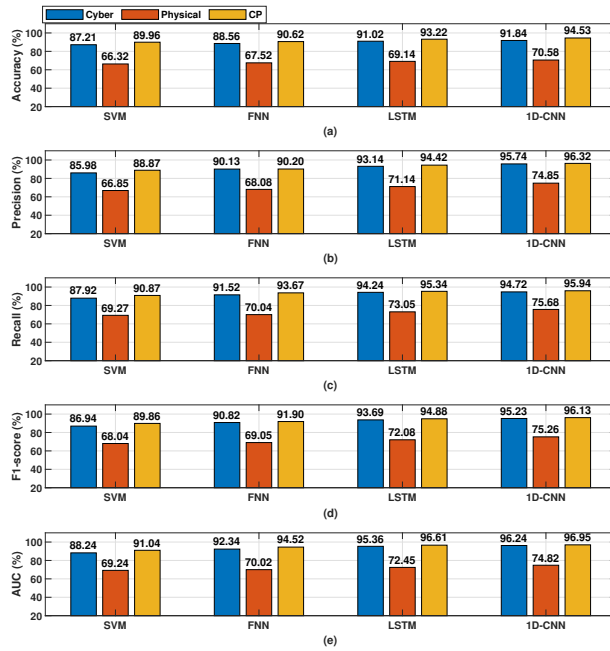 Cyber Physical CP
Accuracy (%)
100
80
60
40
20
87.21 66.32 89.96 88.56 67.52 90.62 91.02 69.14 93.22 91.84 70.58 94.53
SVM FNN LSTM 1D-CNN
(a)
Precision (%)
100
80
60
40
20
85.98 66.85 88.87 90.13 68.08 90.20 93.14 71.14 94.42 95.74 74.85 96.32
SVM FNN LSTM 1D-CNN
(b)
Recall (%)
100
80
60
40
20
87.92 69.27 90.87 91.52 70.04 93.67 94.24 73.05 95.34 94.72 75.68 95.94
SVM FNN LSTM 1D-CNN
(c)
F1-score (%)
100
80
60
40
20
86.94 68.04 89.86 90.82 69.05 91.90 93.69 72.08 94.88 95.23 75.26 96.13
SVM FNN LSTM 1D-CNN
(d)
AUC (%)
100
80
60
40
20
88.24 69.24 91.04 92.34 70.02 94.52 95.36 72.45 96.61 96.24 74.82 96.95
SVM FNN LSTM 1D-CNN
(e)